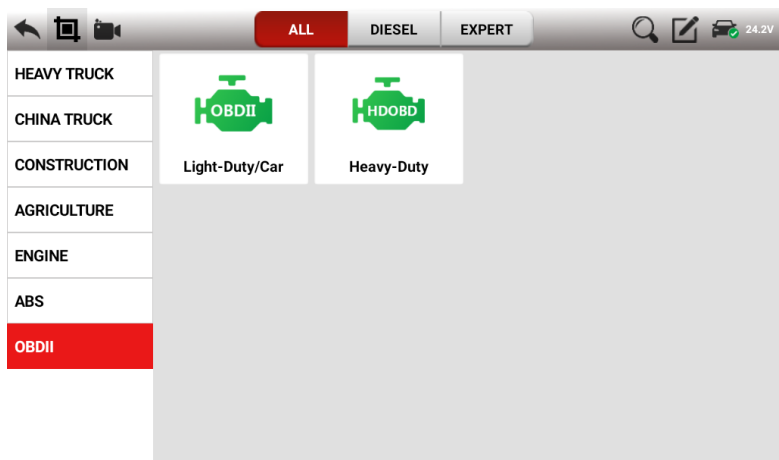 ALL DIESEL EXPERT 24.2V
HEAVY TRUCK
CHINA TRUCK
CONSTRUCTION
AGRICULTURE
ENGINE
ABS
OBDII
OBDII
Light-Duty/Car
HDOBD
Heavy-Duty